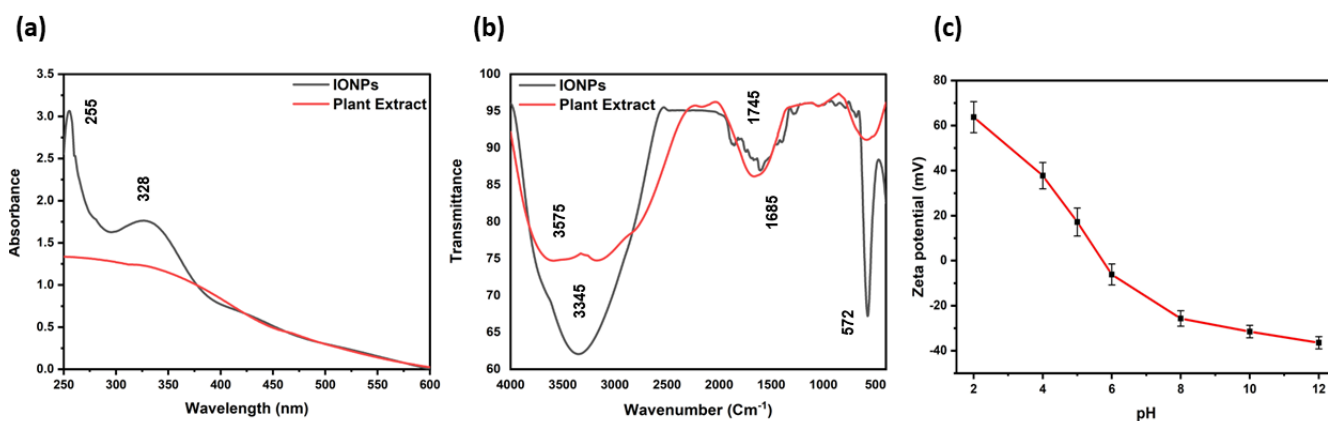 (a)
3.5
3.0
2.5
2.0
1.5
1.0
0.5
0.0
Absorbance
255
328
IONPs
Plant Extract
250 300 350 400 450 500 550 600
Wavelength (nm)
(b)
100
95
90
85
80
75
70
65
60
Transmittance
IONPs
Plant Extract
3575
3345
1745
1685
572
4000 3500 3000 2500 2000 1500 1000 500
Wavenumber (Cm⁻¹)
(c)
80
60
40
20
0
-20
-40
Zeta potential (mV)
2 4 6 8 10 12
pH